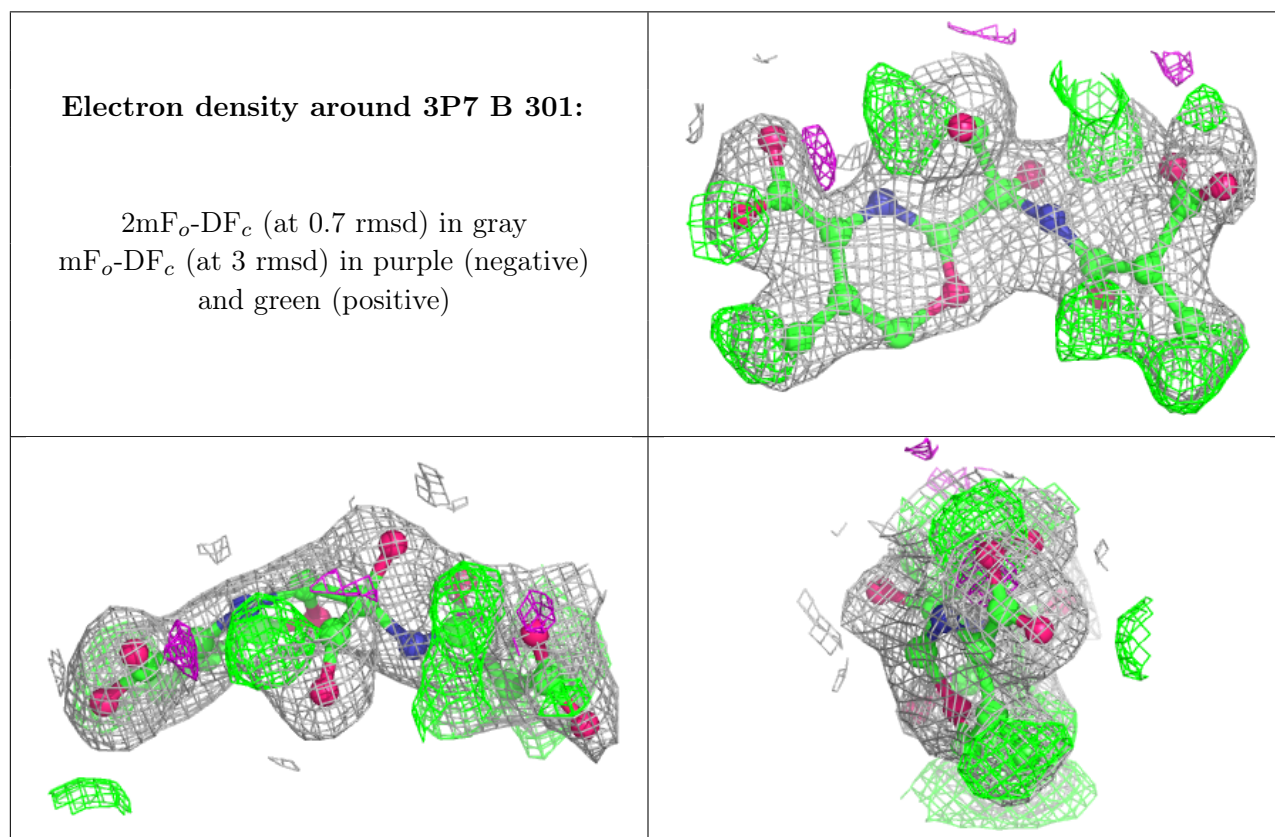 Electron density around 3P7 B 301:
2mFo-DFc (at 0.7 rmsd) in gray
mFo-DFc (at 3 rmsd) in purple (negative)
and green (positive)